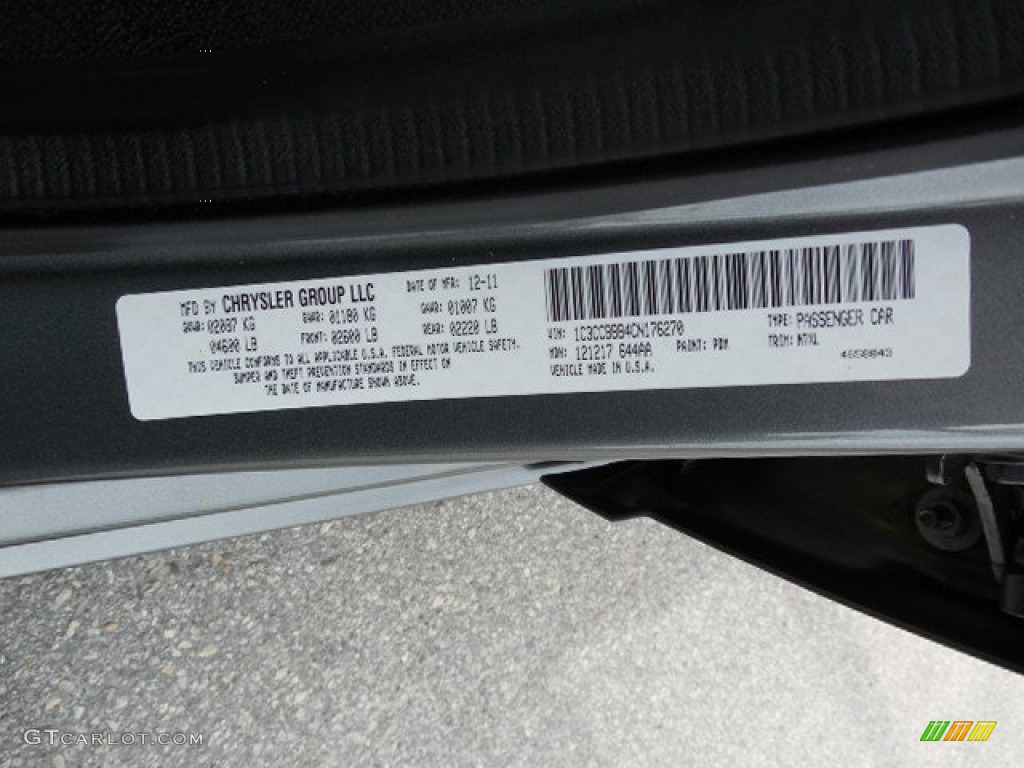 MFD BY CHRYSLER GROUP LLC DATE OF MFR: 12-11
GVWR: 02087 KG GAWR: 01180 KG GAWR: 01007 KG
04600 LB FRONT: 02600 LB REAR: 02220 LB
THIS VEHICLE CONFORMS TO ALL APPLICABLE U.S.A. FEDERAL MOTOR VEHICLE SAFETY,
BUMPER AND THEFT PREVENTION STANDARDS IN EFFECT ON
THE DATE OF MANUFACTURE SHOWN ABOVE.
VIN: TYPE: PASSENGER CAR
MDH: 121217 644AA PAINT: PDM TRIM:
VEHICLE MADE IN U.S.A.
GTCARLOT.COM